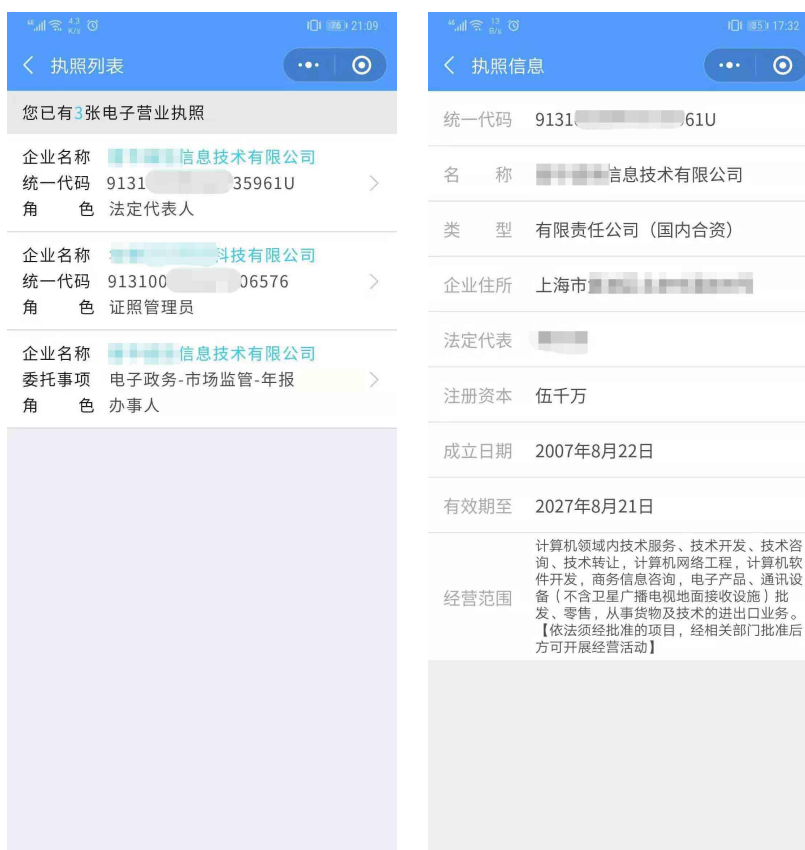 4.3
K/s
26
21:09
执照列表
您已有3张电子营业执照
企业名称 信息技术有限公司
统一代码 9131 35961U
角 色 法定代表人
企业名称 科技有限公司
统一代码 913100 06576
角 色 证照管理员
企业名称 信息技术有限公司
委托事项 电子政务-市场监管-年报
角 色 办事人
13
B/s
85
17:32
执照信息
统一代码 9131 61U
名 称 信息技术有限公司
类 型 有限责任公司（国内合资）
企业住所 上海市
法定代表
注册资本 伍千万
成立日期 2007年8月22日
有效期至 2027年8月21日
经营范围
计算机领域内技术服务、技术开发、技术咨
询、技术转让，计算机网络工程，计算机软
件开发，商务信息咨询，电子产品、通讯设
备（不含卫星广播电视地面接收设施）批
发、零售，从事货物及技术的进出口业务。
【依法须经批准的项目，经相关部门批准后
方可开展经营活动】